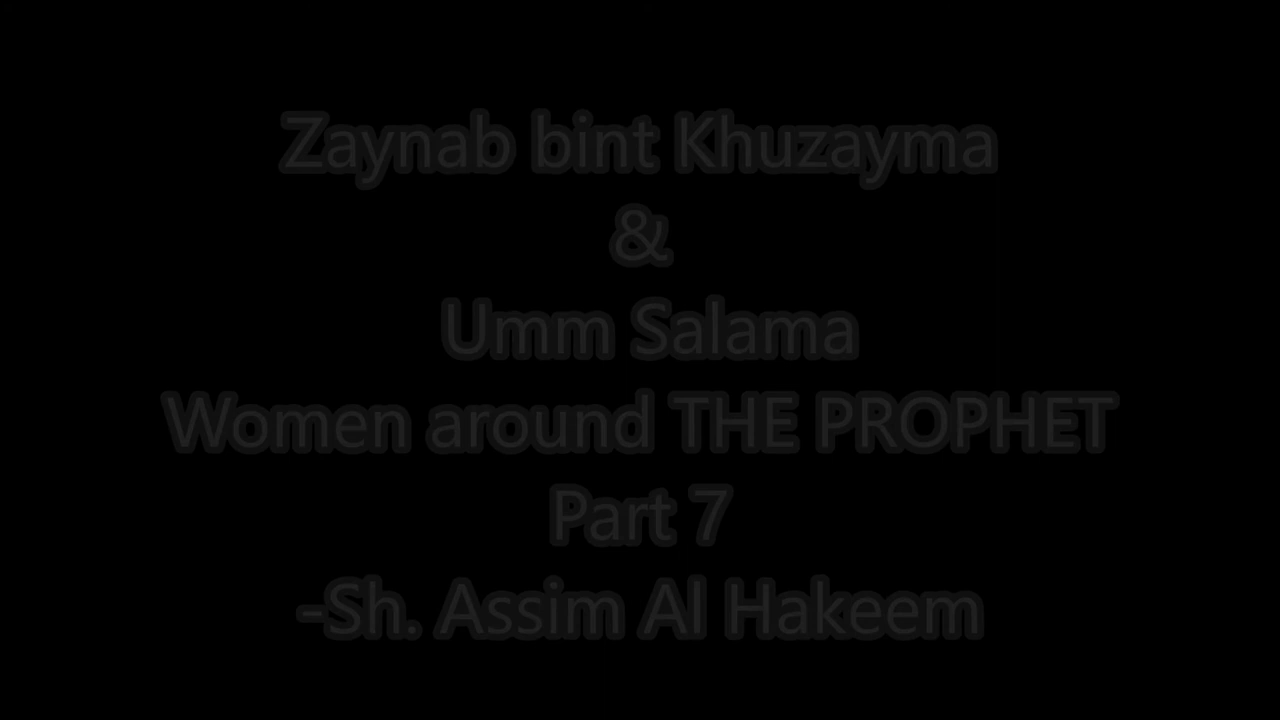 Zaynab bint Khuzayma
&
Umm Salama
Women around THE PROPHET
Part 7
-Sh. Assim Al Hakeem